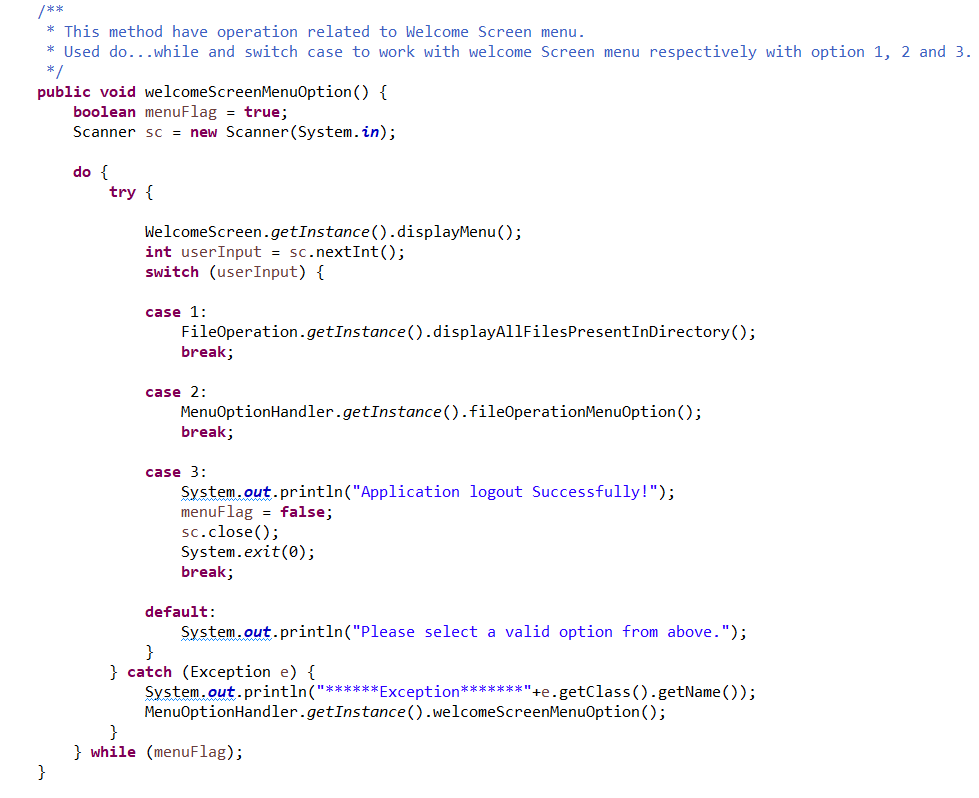 /**
 * This method have operation related to Welcome Screen menu.
 * Used do...while and switch case to work with welcome Screen menu respectively with option 1, 2 and 3.
 */
public void welcomeScreenMenuOption() {
    boolean menuFlag = true;
    Scanner sc = new Scanner(System.in);

    do {
        try {

            WelcomeScreen.getInstance().displayMenu();
            int userInput = sc.nextInt();
            switch (userInput) {

            case 1:
                FileOperation.getInstance().displayAllFilesPresentInDirectory();
                break;

            case 2:
                MenuOptionHandler.getInstance().fileOperationMenuOption();
                break;

            case 3:
                System.out.println("Application logout Successfully!");
                menuFlag = false;
                sc.close();
                System.exit(0);
                break;

            default:
                System.out.println("Please select a valid option from above.");
            }
        } catch (Exception e) {
            System.out.println("******Exception*******"+e.getClass().getName());
            MenuOptionHandler.getInstance().welcomeScreenMenuOption();
        }
    } while (menuFlag);
}